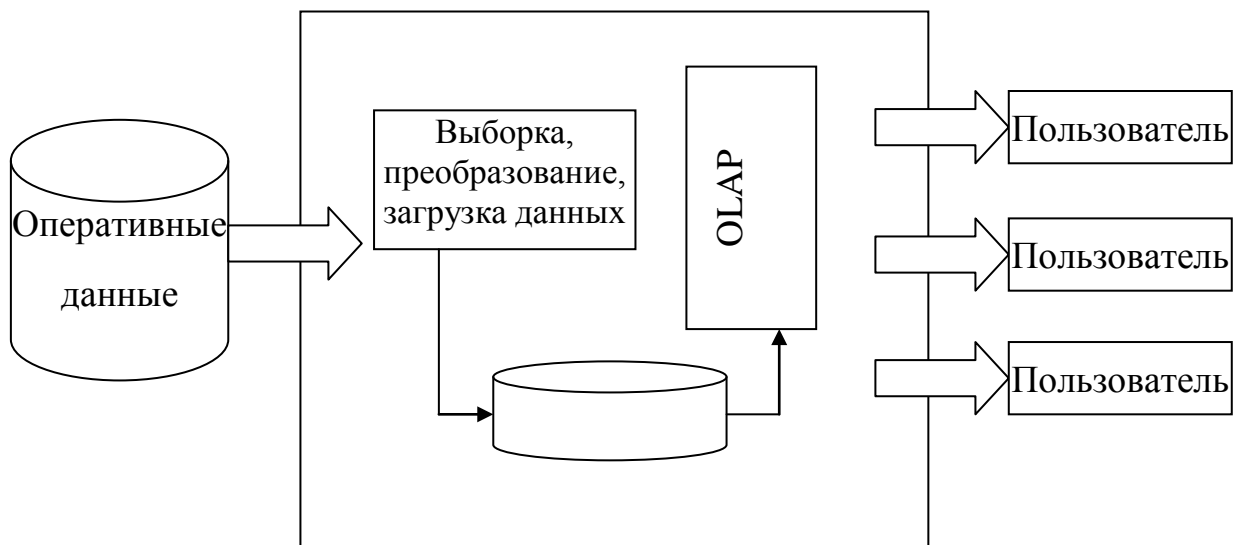 Оперативные
данные
Выборка,
преобразование,
загрузка данных
OLAP
Пользователь
Пользователь
Пользователь